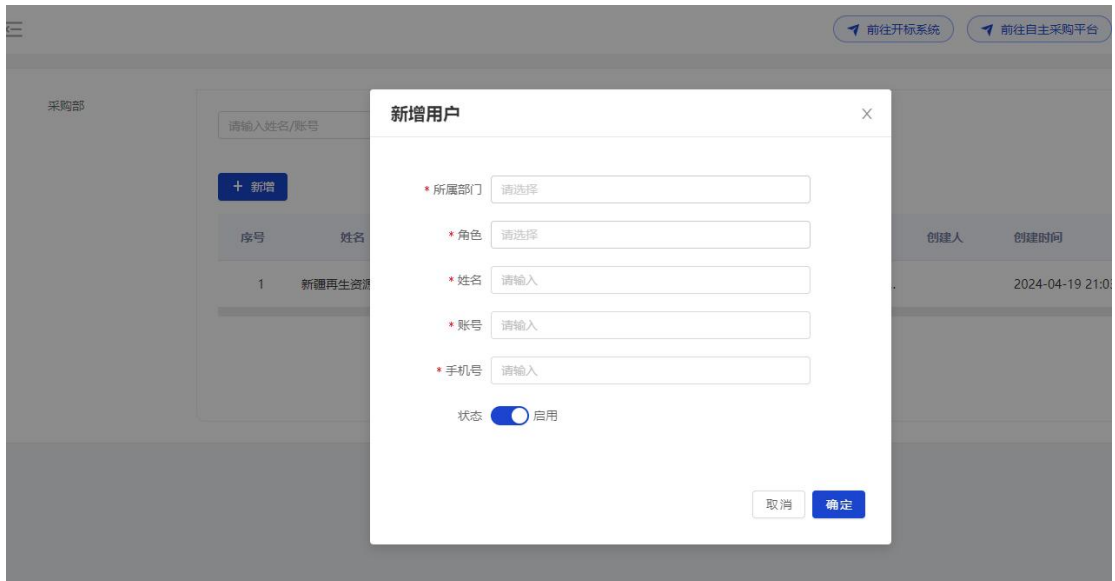 前往开标系统
前往自主采购平台
采购部
请输入姓名/账号
新增用户
* 所属部门 请选择
+ 新增
序号 姓名 创建人 创建时间
* 角色 请选择
* 姓名 请输入
1 新疆再生资源 2024-04-19 21:0
* 账号 请输入
* 手机号 请输入
状态 启用
取消 确定